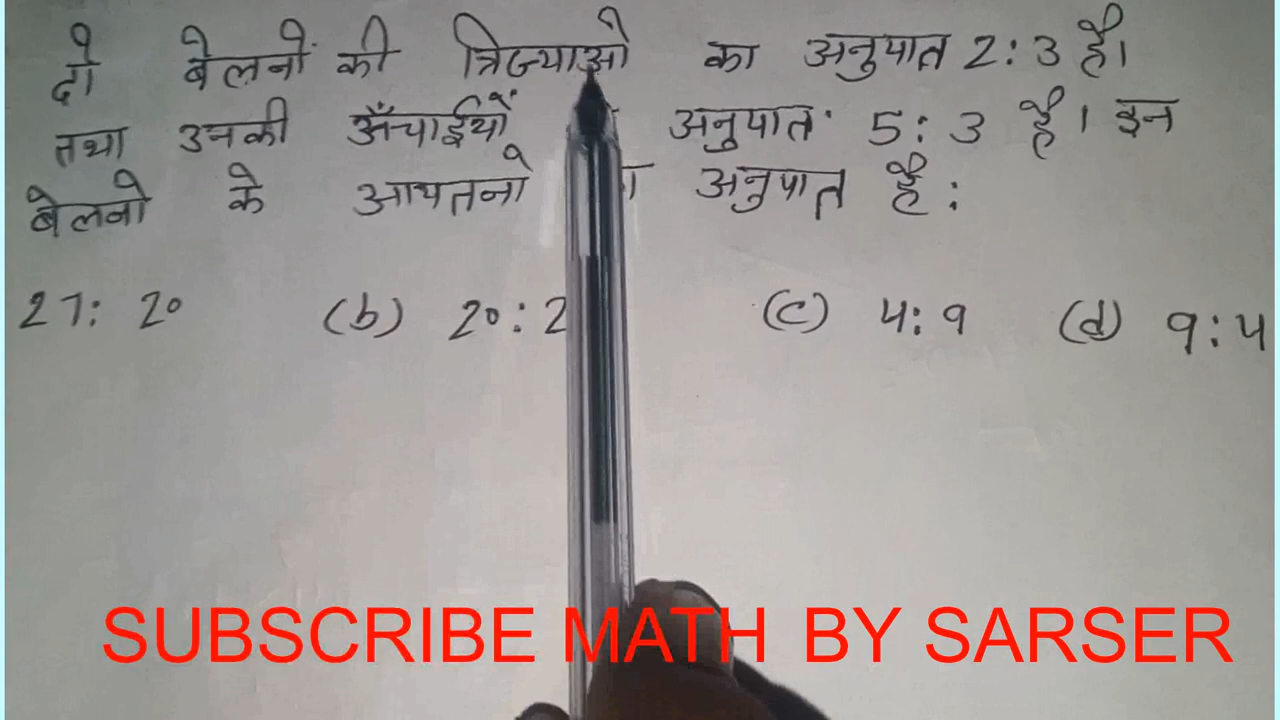 दो बेलनों की त्रिज्याओ का अनुपात 2:3 है।
तथा उनकी ऊँचाईयों अनुपात 5:3 है। इन
बेलनो के आयतनो अनुपात है:
27:20 (b) 20:2 (c) 4:9 (d) 9:4
SUBSCRIBE MATH BY SARSER